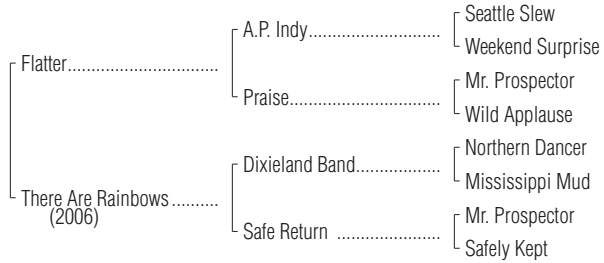 Seattle Slew
A.P. Indy............................
Weekend Surprise
Flatter................................
Mr. Prospector
Praise................................
Wild Applause
Northern Dancer
Dixieland Band..................
Mississippi Mud
There Are Rainbows ..........
(2006)
Mr. Prospector
Safe Return ......................
Safely Kept